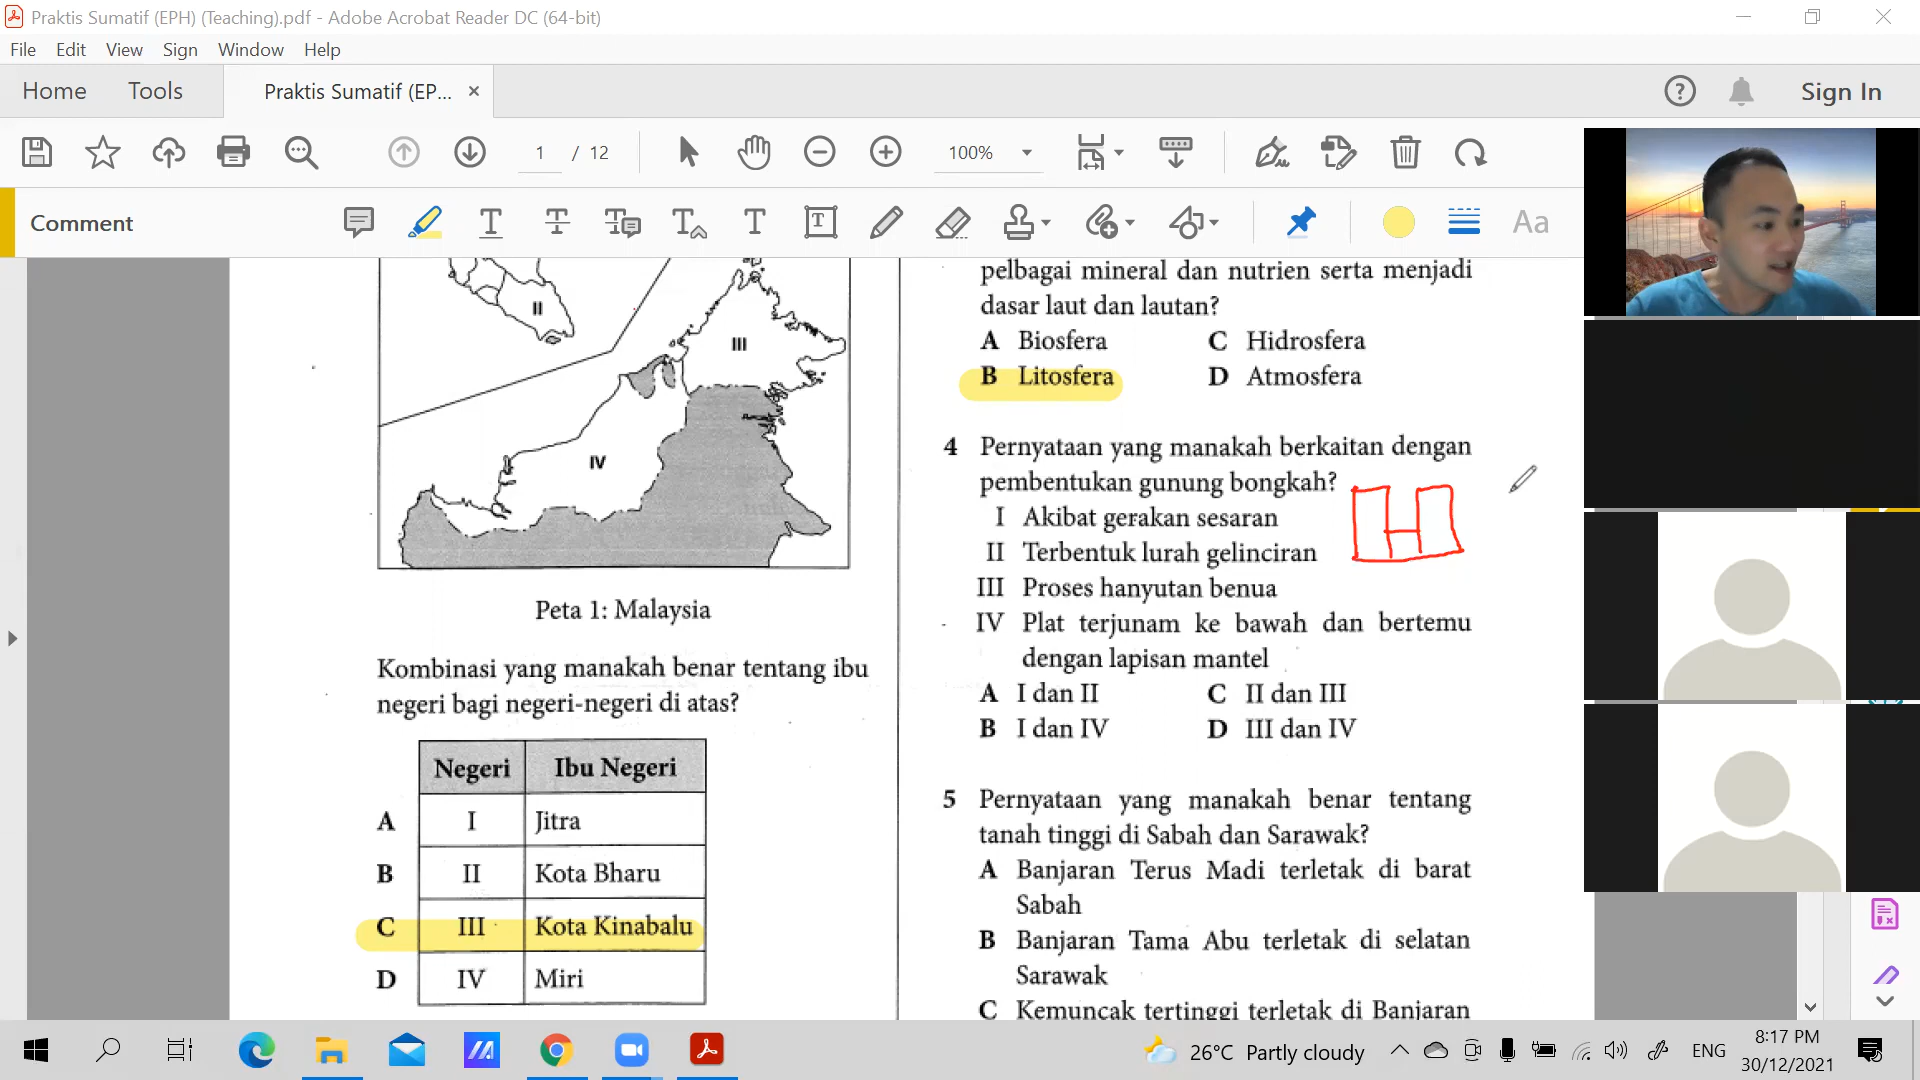 Praktis Sumatif (EPH) (Teaching).pdf - Adobe Acrobat Reader DC (64-bit)
File Edit View Sign Window Help
Home Tools Praktis Sumatif (EP... × Sign In
1 / 12 100%
Comment Aa
II
III
IV
Peta 1: Malaysia
Kombinasi yang manakah benar tentang ibu
negeri bagi negeri-negeri di atas?
Negeri Ibu Negeri
A I Jitra
B II Kota Bharu
C III Kota Kinabalu
D IV Miri
pelbagai mineral dan nutrien serta menjadi
dasar laut dan lautan?
A Biosfera C Hidrosfera
B Litosfera D Atmosfera
4 Pernyataan yang manakah berkaitan dengan
pembentukan gunung bongkah?
I Akibat gerakan sesaran
II Terbentuk lurah gelinciran
III Proses hanyutan benua
IV Plat terjunam ke bawah dan bertemu
dengan lapisan mantel
A I dan II C II dan III
B I dan IV D III dan IV
5 Pernyataan yang manakah benar tentang
tanah tinggi di Sabah dan Sarawak?
A Banjaran Terus Madi terletak di barat
Sabah
B Banjaran Tama Abu terletak di selatan
Sarawak
C Kemuncak tertinggi terletak di Banjaran
26°C Partly cloudy ENG 8:17 PM
30/12/2021